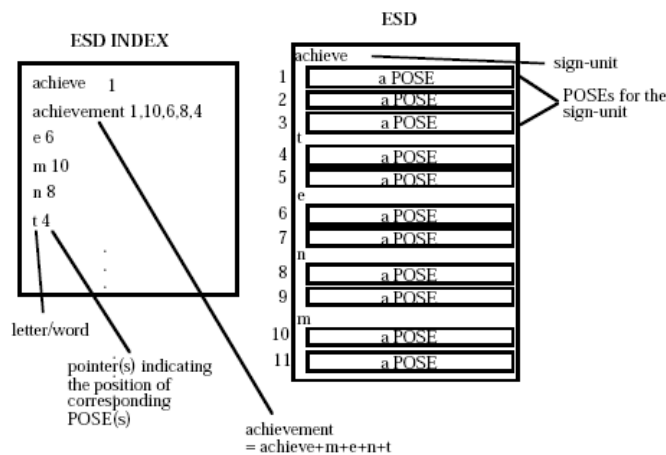 ESD INDEX
achieve 1
achievement 1,10,6,8,4
e 6
m 10
n 8
t 4
letter/word
pointer(s) indicating
the position of
corresponding
POSE(s)
achievement
= achieve+m+e+n+t
ESD
achieve
1 a POSE
2 a POSE
3 a POSE
t
4 a POSE
5 a POSE
e
6 a POSE
7 a POSE
n
8 a POSE
9 a POSE
m
10 a POSE
11 a POSE
sign-unit
POSEs for the
sign-unit